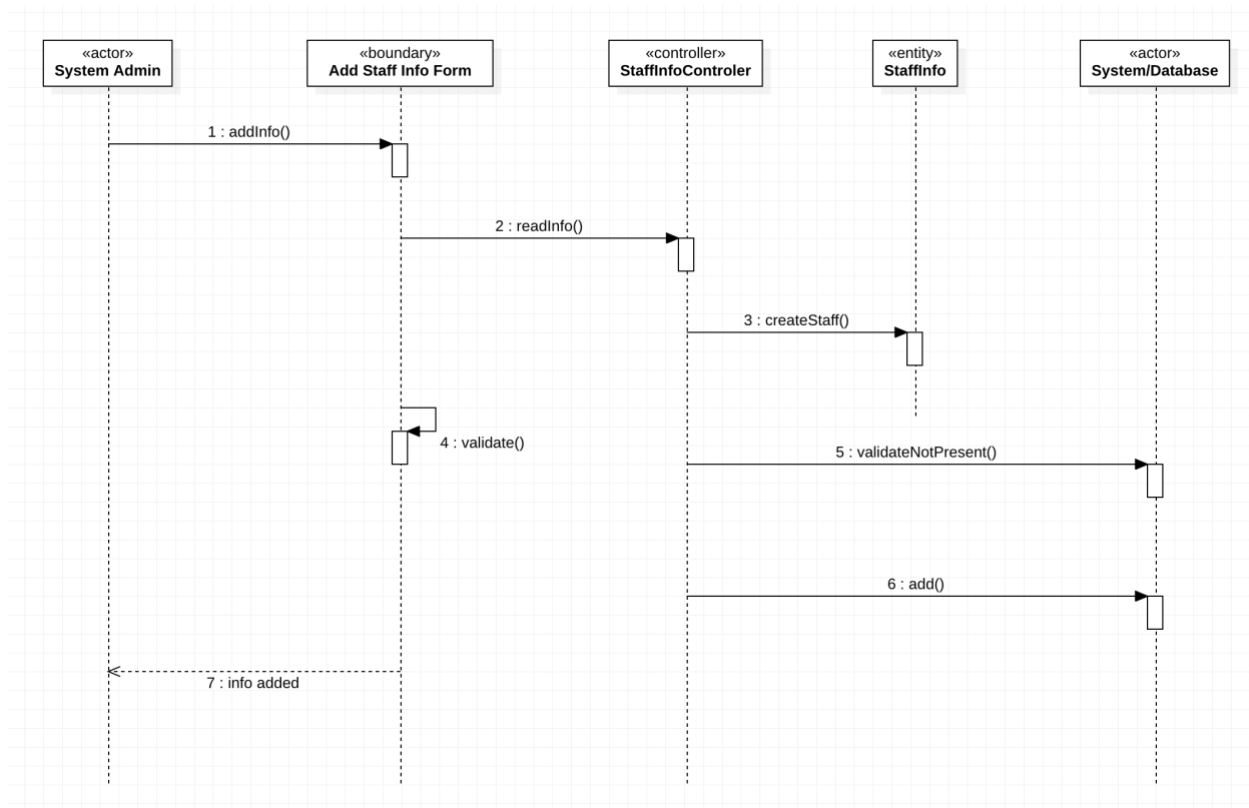 «actor»
System Admin
«boundary»
Add Staff Info Form
«controller»
StaffInfoControler
«entity»
StaffInfo
«actor»
System/Database
1 : addInfo()
2 : readInfo()
3 : createStaff()
4 : validate()
5 : validateNotPresent()
6 : add()
7 : info added